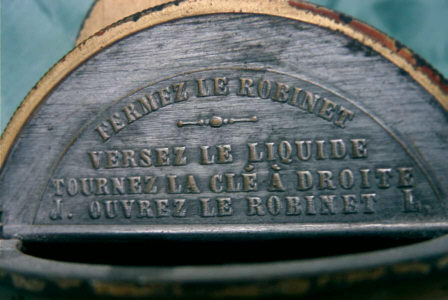 FERMEZ LE ROBINET
VERSEZ LE LIQUIDE
TOURNEZ LA CLÉ À DROITE
J. OUVREZ LE ROBINET L.